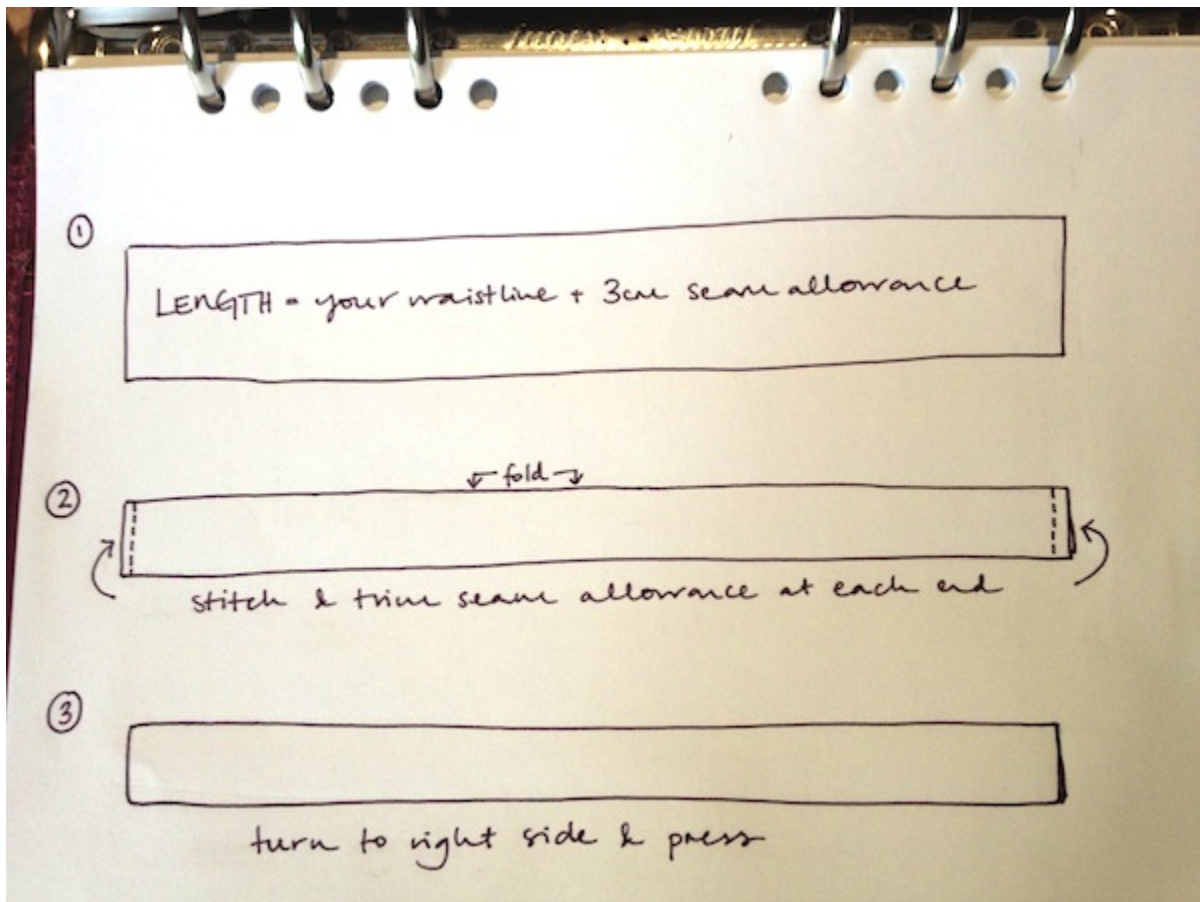 1
LENGTH = your waistline + 3cm seam allowance
2
fold
stitch & trim seam allowance at each end
3
turn to right side & press